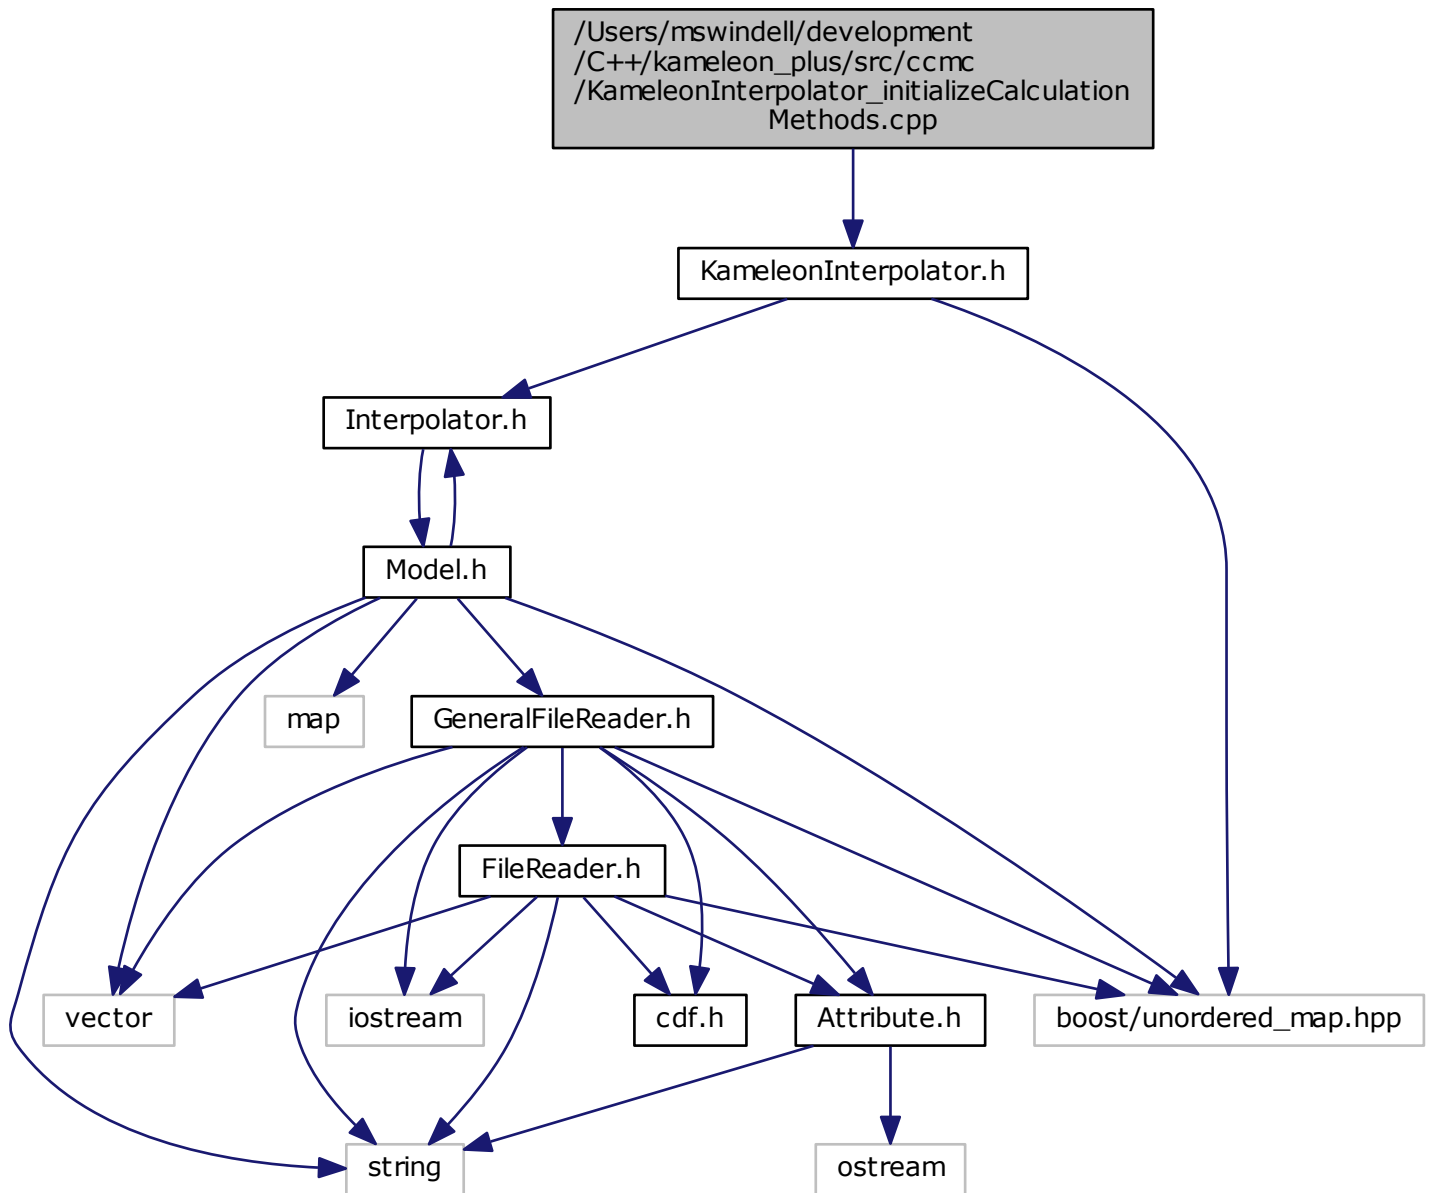 /Users/mswindell/development
/C++/kameleon_plus/src/ccmc
/KameleonInterpolator_initializeCalculation
Methods.cpp
KameleonInterpolator.h
Interpolator.h
Model.h
map
GeneralFileReader.h
FileReader.h
vector
iostream
cdf.h
Attribute.h
boost/unordered_map.hpp
string
ostream